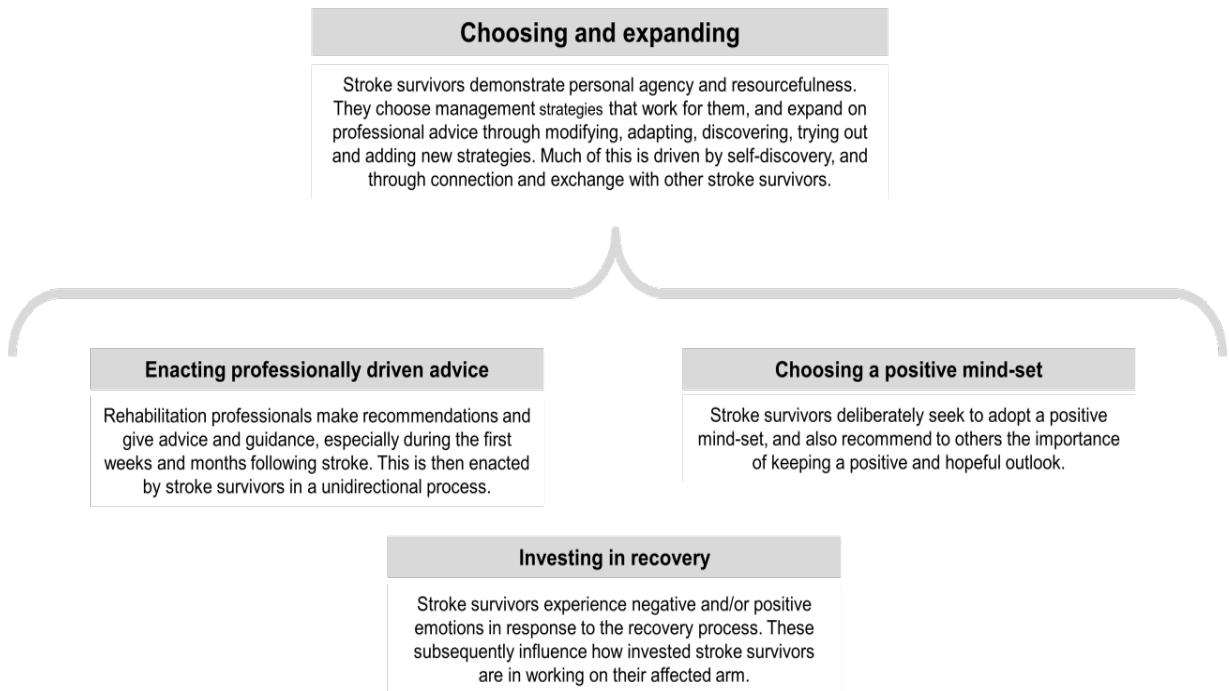 Choosing and expanding
Stroke survivors demonstrate personal agency and resourcefulness.
They choose management strategies that work for them, and expand on
professional advice through modifying, adapting, discovering, trying out
and adding new strategies. Much of this is driven by self-discovery, and
through connection and exchange with other stroke survivors.
Enacting professionally driven advice
Rehabilitation professionals make recommendations and
give advice and guidance, especially during the first
weeks and months following stroke. This is then enacted
by stroke survivors in a unidirectional process.
Choosing a positive mind-set
Stroke survivors deliberately seek to adopt a positive
mind-set, and also recommend to others the importance
of keeping a positive and hopeful outlook.
Investing in recovery
Stroke survivors experience negative and/or positive
emotions in response to the recovery process. These
subsequently influence how invested stroke survivors
are in working on their affected arm.